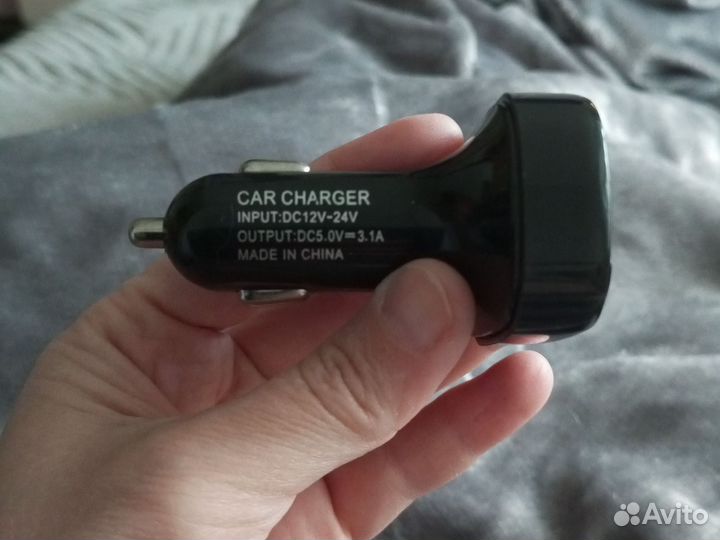 CAR CHARGER
INPUT:DC12V-24V
OUTPUT:DC5.0V⎓3.1A
MADE IN CHINA
Avito